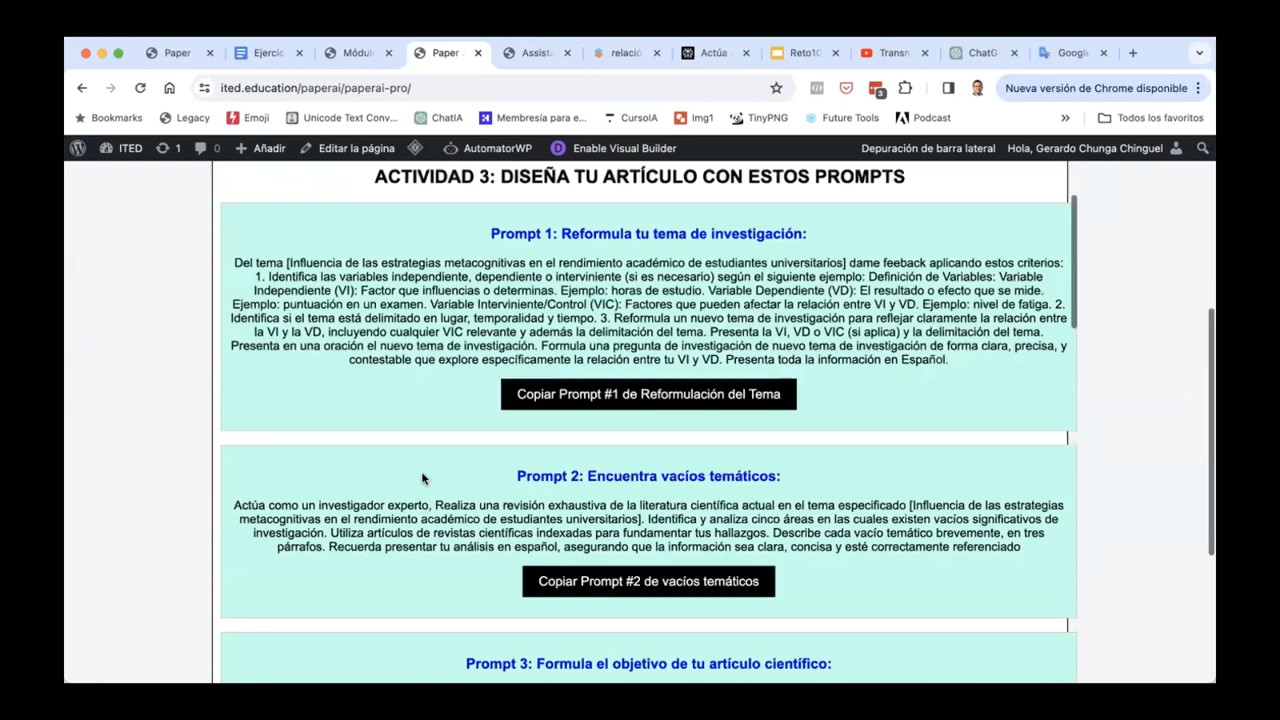 Paper
Ejercic
Módul
Paper
Assist
relació
Actúa
Reto10
Transn
ChatG
Google
ited.education/paperai/paperai-pro/
3
Nueva versión de Chrome disponible
Bookmarks
Legacy
Emoji
Unicode Text Conv...
ChatIA
Membresía para e...
CursoIA
Img1
TinyPNG
Future Tools
Podcast
Todos los favoritos
ITED
1
0
Añadir
Editar la página
AutomatorWP
D
Enable Visual Builder
Depuración de barra lateral
Hola, Gerardo Chunga Chinguel
ACTIVIDAD 3: DISEÑA TU ARTÍCULO CON ESTOS PROMPTS
Prompt 1: Reformula tu tema de investigación:
Del tema [Influencia de las estrategias metacognitivas en el rendimiento académico de estudiantes universitarios] dame feeback aplicando estos criterios:
1. Identifica las variables independiente, dependiente o interviniente (si es necesario) según el siguiente ejemplo: Definición de Variables: Variable
Independiente (VI): Factor que influencias o determinas. Ejemplo: horas de estudio. Variable Dependiente (VD): El resultado o efecto que se mide.
Ejemplo: puntuación en un examen. Variable Interviniente/Control (VIC): Factores que pueden afectar la relación entre VI y VD. Ejemplo: nivel de fatiga. 2.
Identifica si el tema está delimitado en lugar, temporalidad y tiempo. 3. Reformula un nuevo tema de investigación para reflejar claramente la relación entre
la VI y la VD, incluyendo cualquier VIC relevante y además la delimitación del tema. Presenta la VI, VD o VIC (si aplica) y la delimitación del tema.
Presenta en una oración el nuevo tema de investigación. Formula una pregunta de investigación de nuevo tema de investigación de forma clara, precisa, y
contestable que explore específicamente la relación entre tu VI y VD. Presenta toda la información en Español.
Copiar Prompt #1 de Reformulación del Tema
Prompt 2: Encuentra vacíos temáticos:
Actúa como un investigador experto, Realiza una revisión exhaustiva de la literatura científica actual en el tema especificado [Influencia de las estrategias
metacognitivas en el rendimiento académico de estudiantes universitarios]. Identifica y analiza cinco áreas en las cuales existen vacíos significativos de
investigación. Utiliza artículos de revistas científicas indexadas para fundamentar tus hallazgos. Describe cada vacío temático brevemente, en tres
párrafos. Recuerda presentar tu análisis en español, asegurando que la información sea clara, concisa y esté correctamente referenciado
Copiar Prompt #2 de vacíos temáticos
Prompt 3: Formula el objetivo de tu artículo científico: